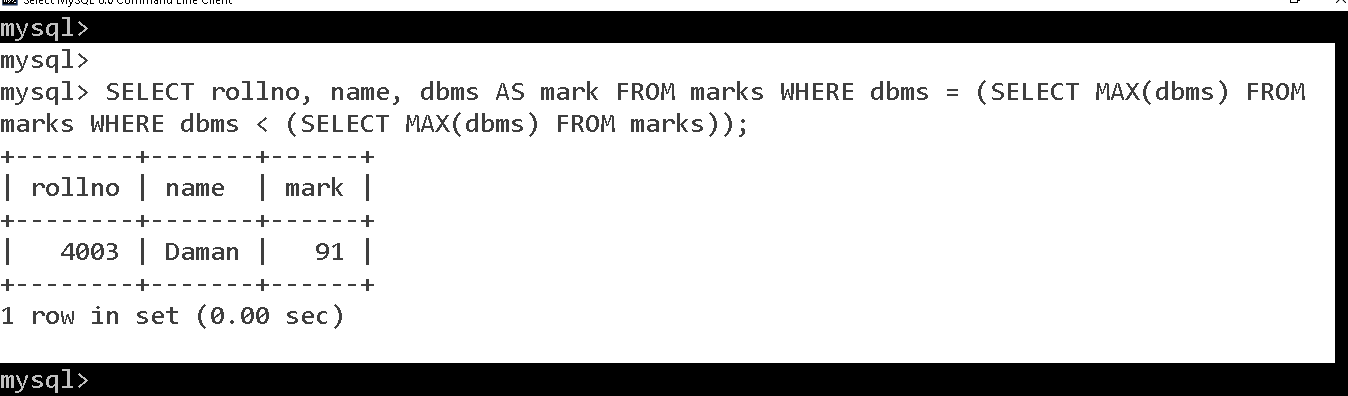 Select MySQL 8.0 Command Line Client
mysql>
mysql>
mysql> SELECT rollno, name, dbms AS mark FROM marks WHERE dbms = (SELECT MAX(dbms) FROM
marks WHERE dbms < (SELECT MAX(dbms) FROM marks));
+--------+-------+------+
| rollno | name  | mark |
+--------+-------+------+
|   4003 | Daman |   91 |
+--------+-------+------+
1 row in set (0.00 sec)
mysql>